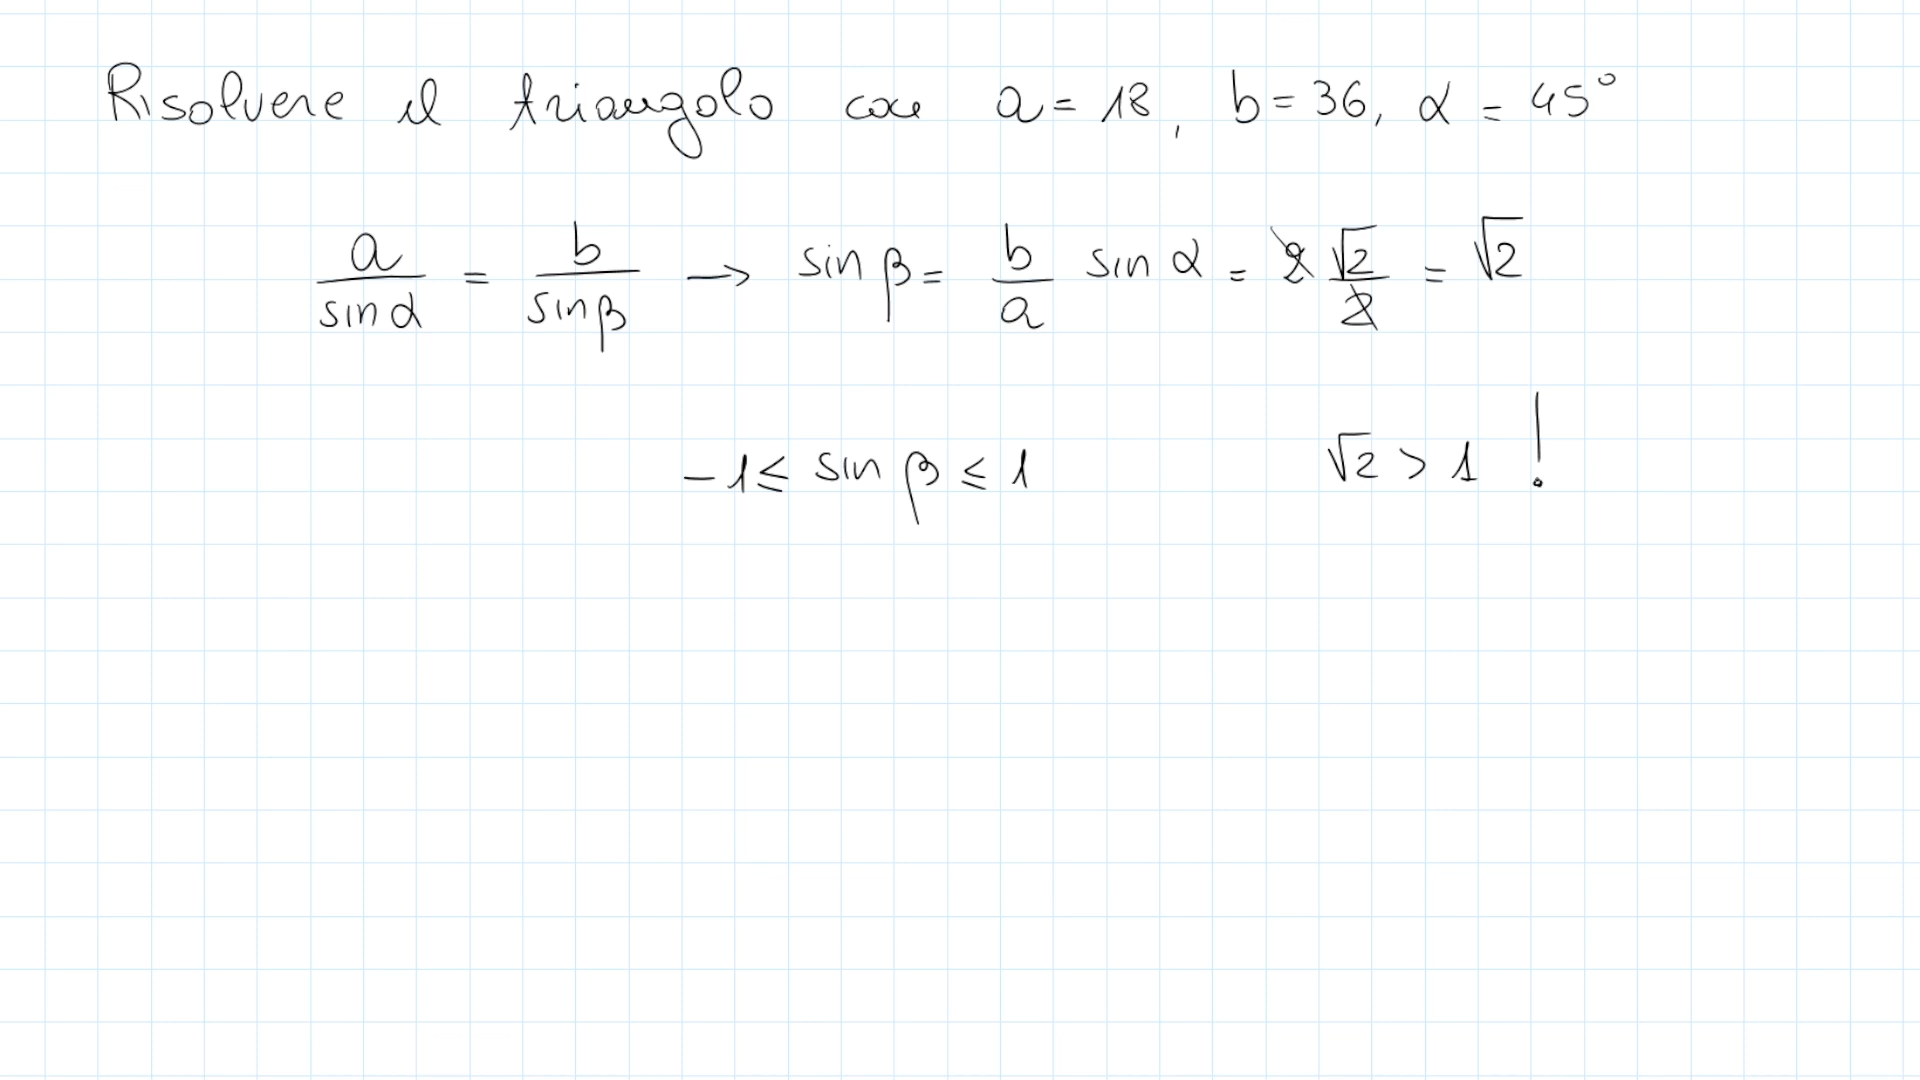 Risolvere il triangolo con a = 18, b = 36, α = 45°
a/sin α = b/sin β → sin β = b/a sin α = 2 √2/2 = √2
-1 ≤ sin β ≤ 1 √2 > 1 !